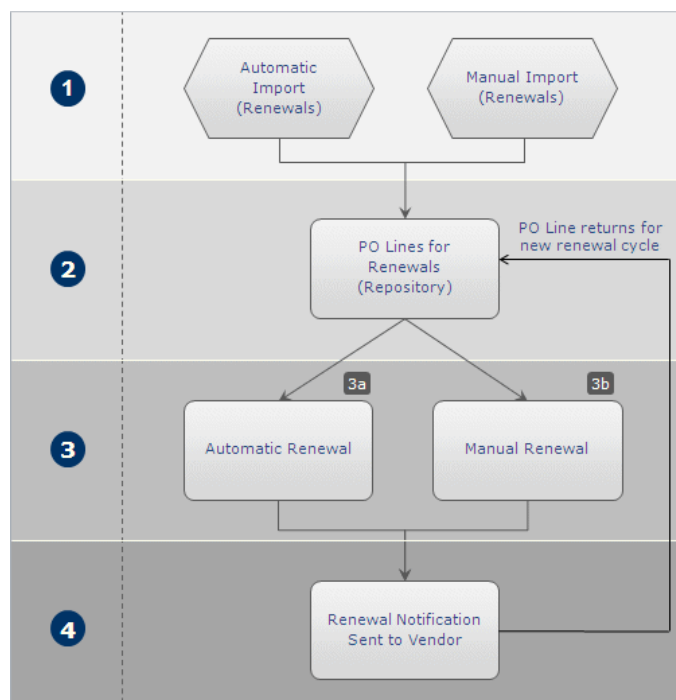 1
Automatic
Import
(Renewals)
Manual Import
(Renewals)
2
PO Lines for
Renewals
(Repository)
PO Line returns for
new renewal cycle
3
3a
Automatic Renewal
3b
Manual Renewal
4
Renewal Notification
Sent to Vendor